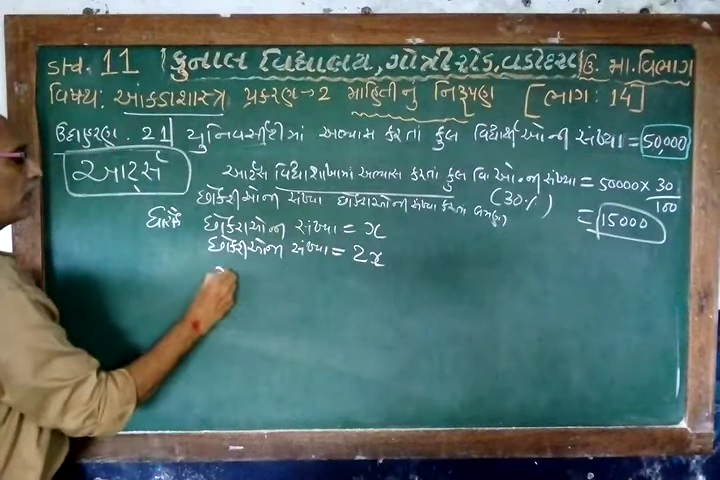 Std. 11 | કુનાલ વિદ્યાલય, ગોત્રી રોડ, વડોદરા | ઉ. મા. વિભાગ
વિષય: આંકડાશાસ્ત્ર પ્રકરણ → 2 માહિતીનું નિરૂપણ [ભાગ: 14]
ઉદાહરણ. 21 યુનિવર્સીટીમાં અભ્યાસ કરતાં કુલ વિદ્યાર્થીઓની સંખ્યા = 50,000
આર્ટ્સ
આર્ટસ વિદ્યાશાખામાં અભ્યાસ કરતાં કુલ વિ.ઓ.ની સંખ્યા = 50000 × 30/100
(30%)
= 15000
છોકરીઓની સંખ્યા છોકરાઓની સંખ્યા કરતાં બમણી
ધારોકે છોકરાઓની સંખ્યા = x
છોકરીઓની સંખ્યા = 2x